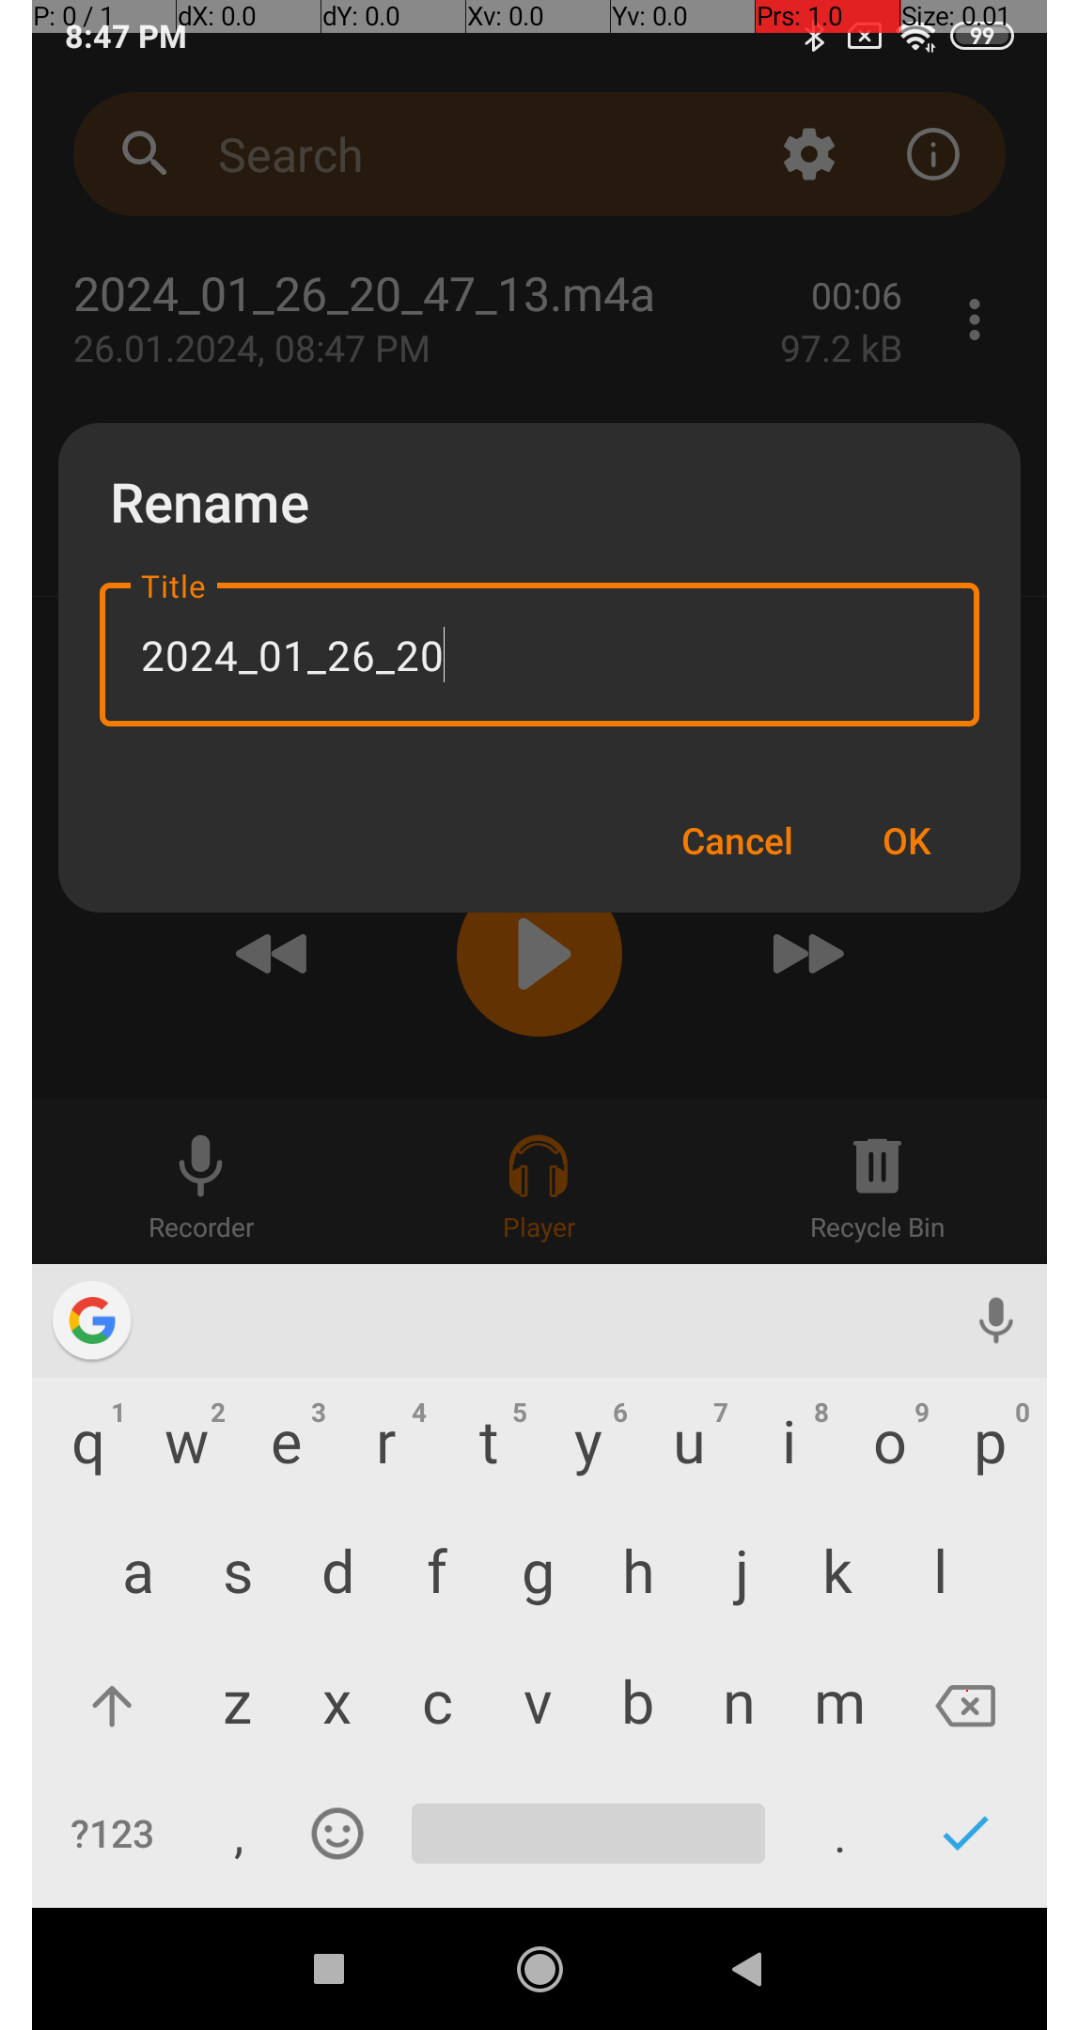 P: 0 / 1 dX: 0.0 dY: 0.0 Xv: 0.0 Yv: 0.0 Prs: 1.0 Size: 0.01
8:47 PM 99
Search
2024_01_26_20_47_13.m4a 00:06
26.01.2024, 08:47 PM 97.2 kB
Rename
Title
2024_01_26_20
Cancel OK
Recorder Player Recycle Bin
1 2 3 4 5 6 7 8 9 0
q w e r t y u i o p
a s d f g h j k l
z x c v b n m
?123 , .